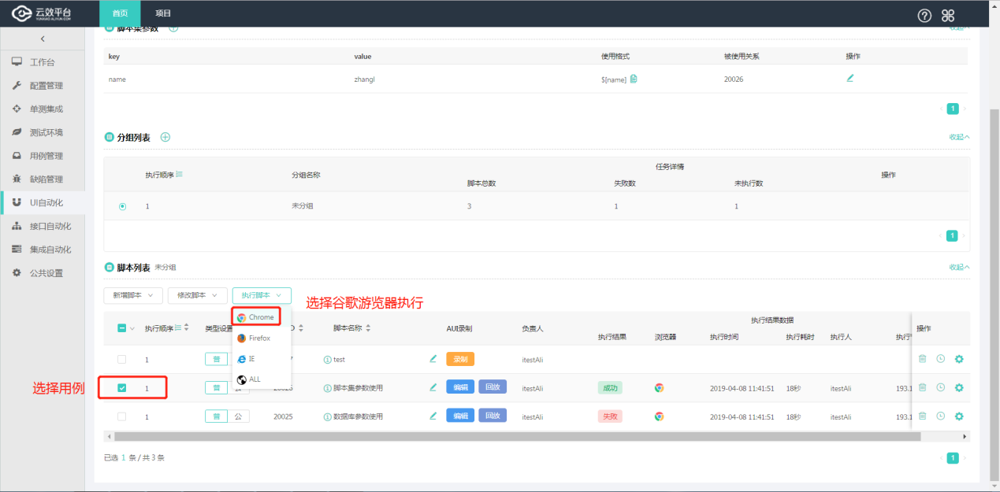 云效平台
YUNXIAO.ALIYUN.COM
首页 项目
工作台
配置管理
单测集成
测试环境
用例管理
缺陷管理
UI自动化
接口自动化
集成自动化
公共设置
脚本集参数 收起
key value 使用格式 被使用关系 操作
name zhangl $[name] 20026
1
分组列表 收起
执行顺序 分组名称 任务详情 操作
脚本总数 失败数 未执行数
1 未分组 3 1 1
1
脚本列表 未分组 收起
新增脚本 修改脚本 执行脚本
选择谷歌游览器执行
Chrome
Firefox
IE
ALL
执行顺序 类型设置 脚本名称 AUI录制 负责人 执行结果数据 操作
执行结果 浏览器 执行时间 执行耗时 执行人
1 普 test 录制 itestAli
选择用例
1 普 脚本集参数使用 编辑 回放 itestAli 成功 2019-04-08 11:41:51 18秒 itestAli 193.1
1 普 公 20025 数据库参数使用 编辑 回放 itestAli 失败 2019-04-08 11:41:51 18秒 itestAli 193.1
已选 1 条 / 共 3 条
1